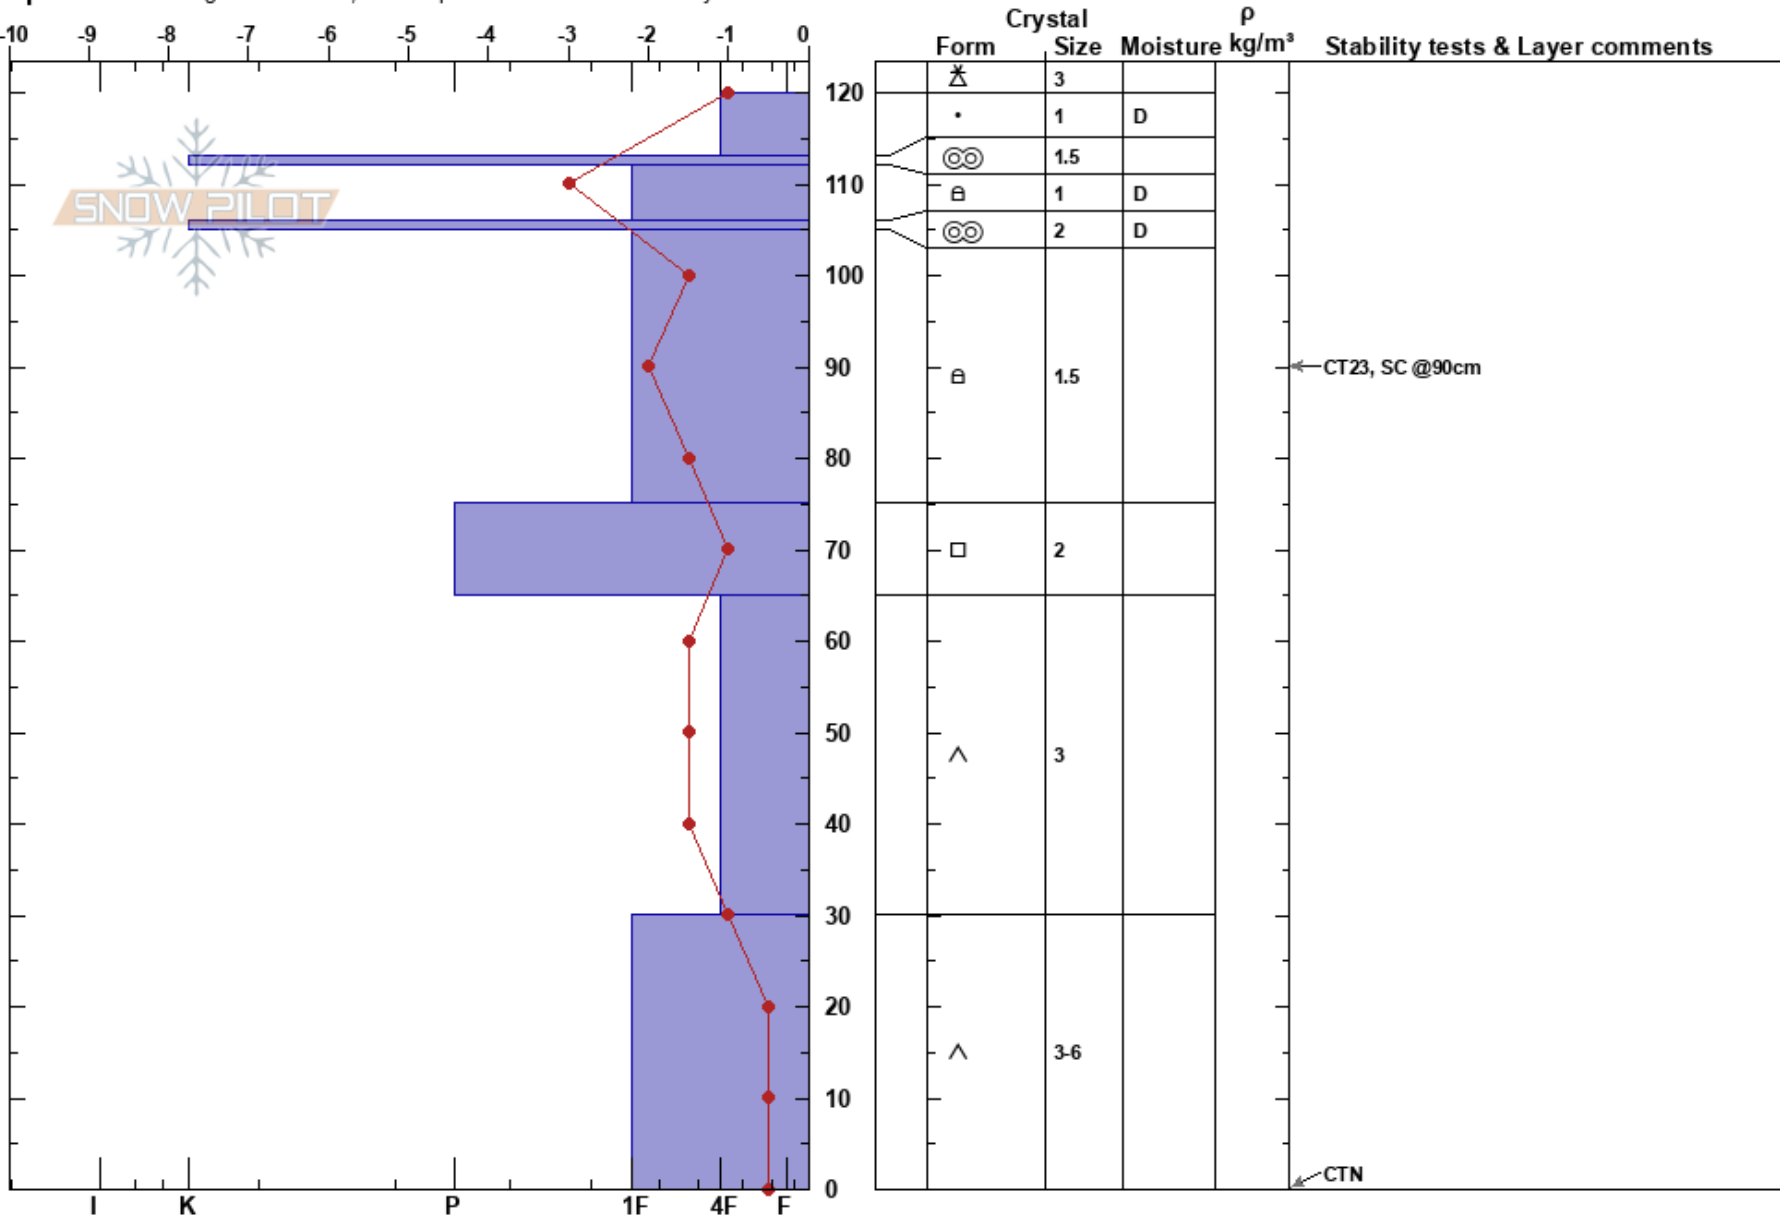 Crystal ρ
-10 -9 -8 -7 -6 -5 -4 -3 -2 -1 0 Form Size Moisture kg/m³ Stability tests & Layer comments
3
120
1 D
1.5
SNOW PILOT 110 1 D
2 D
100
90 1.5 CT23, SC @90cm
80
70 2
60
50 3
40
30
20
3-6
10
CTN
0
I K P 1F 4F F